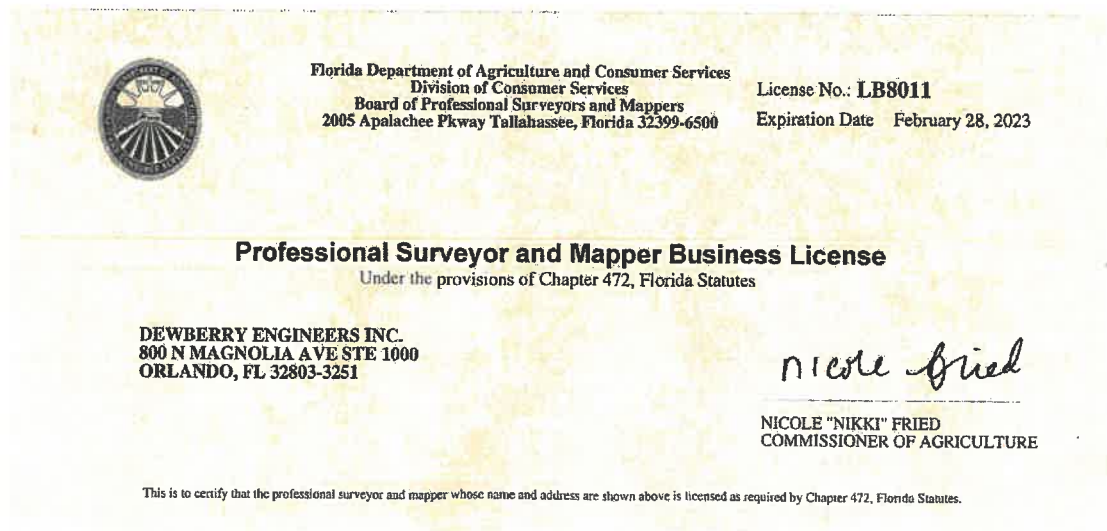 Florida Department of Agriculture and Consumer Services
Division of Consumer Services
Board of Professional Surveyors and Mappers
2005 Apalachee Pkway Tallahassee, Florida 32399-6500
License No.: LB8011
Expiration Date February 28, 2023
Professional Surveyor and Mapper Business License
Under the provisions of Chapter 472, Florida Statutes
DEWBERRY ENGINEERS INC.
800 N MAGNOLIA AVE STE 1000
ORLANDO, FL 32803-3251
Nicole Fried
NICOLE "NIKKI" FRIED
COMMISSIONER OF AGRICULTURE
This is to certify that the professional surveyor and mapper whose name and address are shown above is licensed as required by Chapter 472, Florida Statutes.